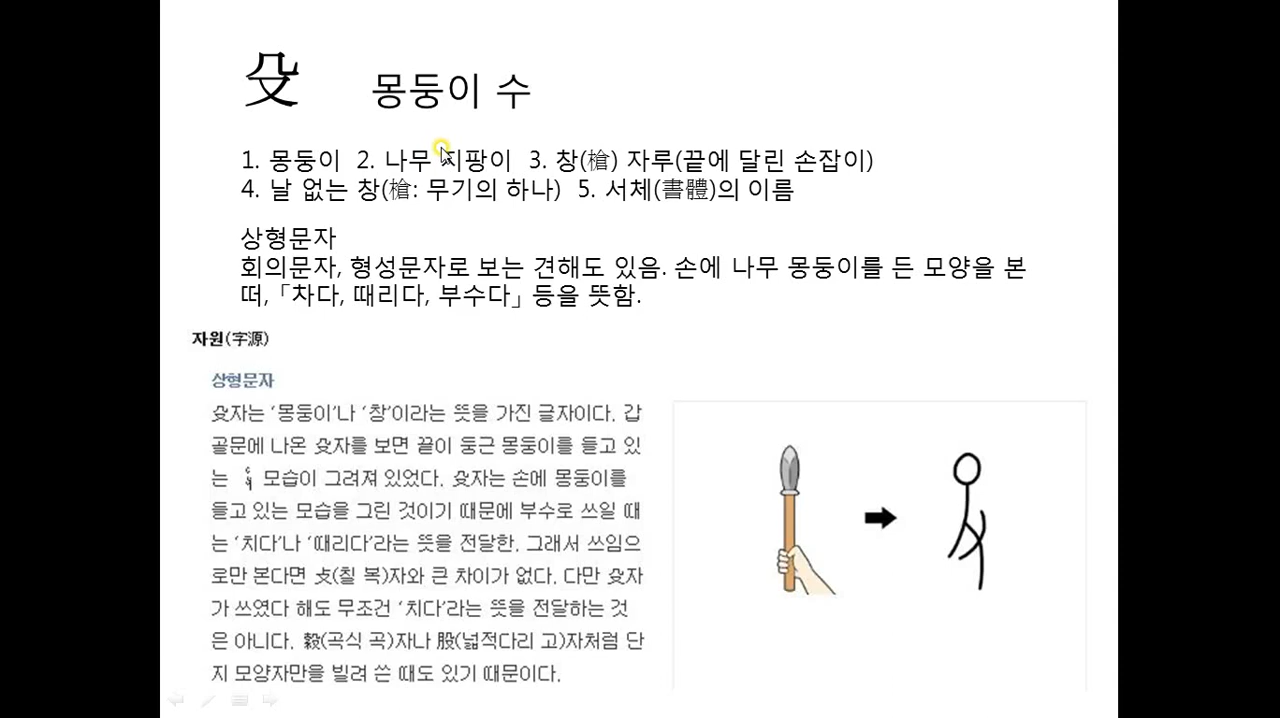 殳 몽둥이 수
1. 몽둥이 2. 나무 지팡이 3. 창(槍) 자루(끝에 달린 손잡이)
4. 날 없는 창(槍: 무기의 하나) 5. 서체(書體)의 이름
상형문자
회의문자, 형성문자로 보는 견해도 있음. 손에 나무 몽둥이를 든 모양을 본
떠, 「차다, 때리다, 부수다」 등을 뜻함.
자원(字源)
상형문자
殳자는 ‘몽둥이’나 ‘창’이라는 뜻을 가진 글자이다. 갑
골문에 나온 殳자를 보면 끝이 둥근 몽둥이를 들고 있
는 모습이 그려져 있었다. 殳자는 손에 몽둥이를
들고 있는 모습을 그린 것이기 때문에 부수로 쓰일 때
는 ‘치다’나 ‘때리다’라는 뜻을 전달한. 그래서 쓰임으
로만 본다면 攴(칠 복)자와 큰 차이가 없다. 다만 殳자
가 쓰였다 해도 무조건 ‘치다’라는 뜻을 전달하는 것
은 아니다. 穀(곡식 곡)자나 股(넓적다리 고)자처럼 단
지 모양자만을 빌려 쓴 때도 있기 때문이다.